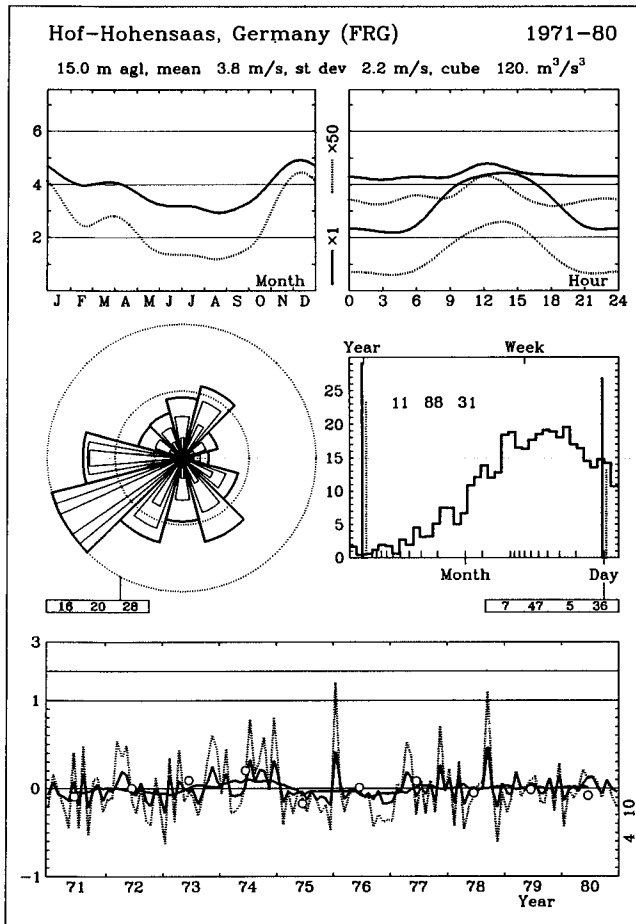 Hof-Hohensaas, Germany (FRG) 1971-80
15.0 m agl, mean 3.8 m/s, st dev 2.2 m/s, cube 120. m³/s³
6
4
2
Month
J F M A M J J A S O N D
×1 ×50
Hour
0 3 6 9 12 15 18 21 24
Year Week
25
20
15
10
5
0
11 88 31
Month Day
16 20 28
7 47 5 36
3
1
0
-1
71 72 73 74 75 76 77 78 79 80
Year
4 10